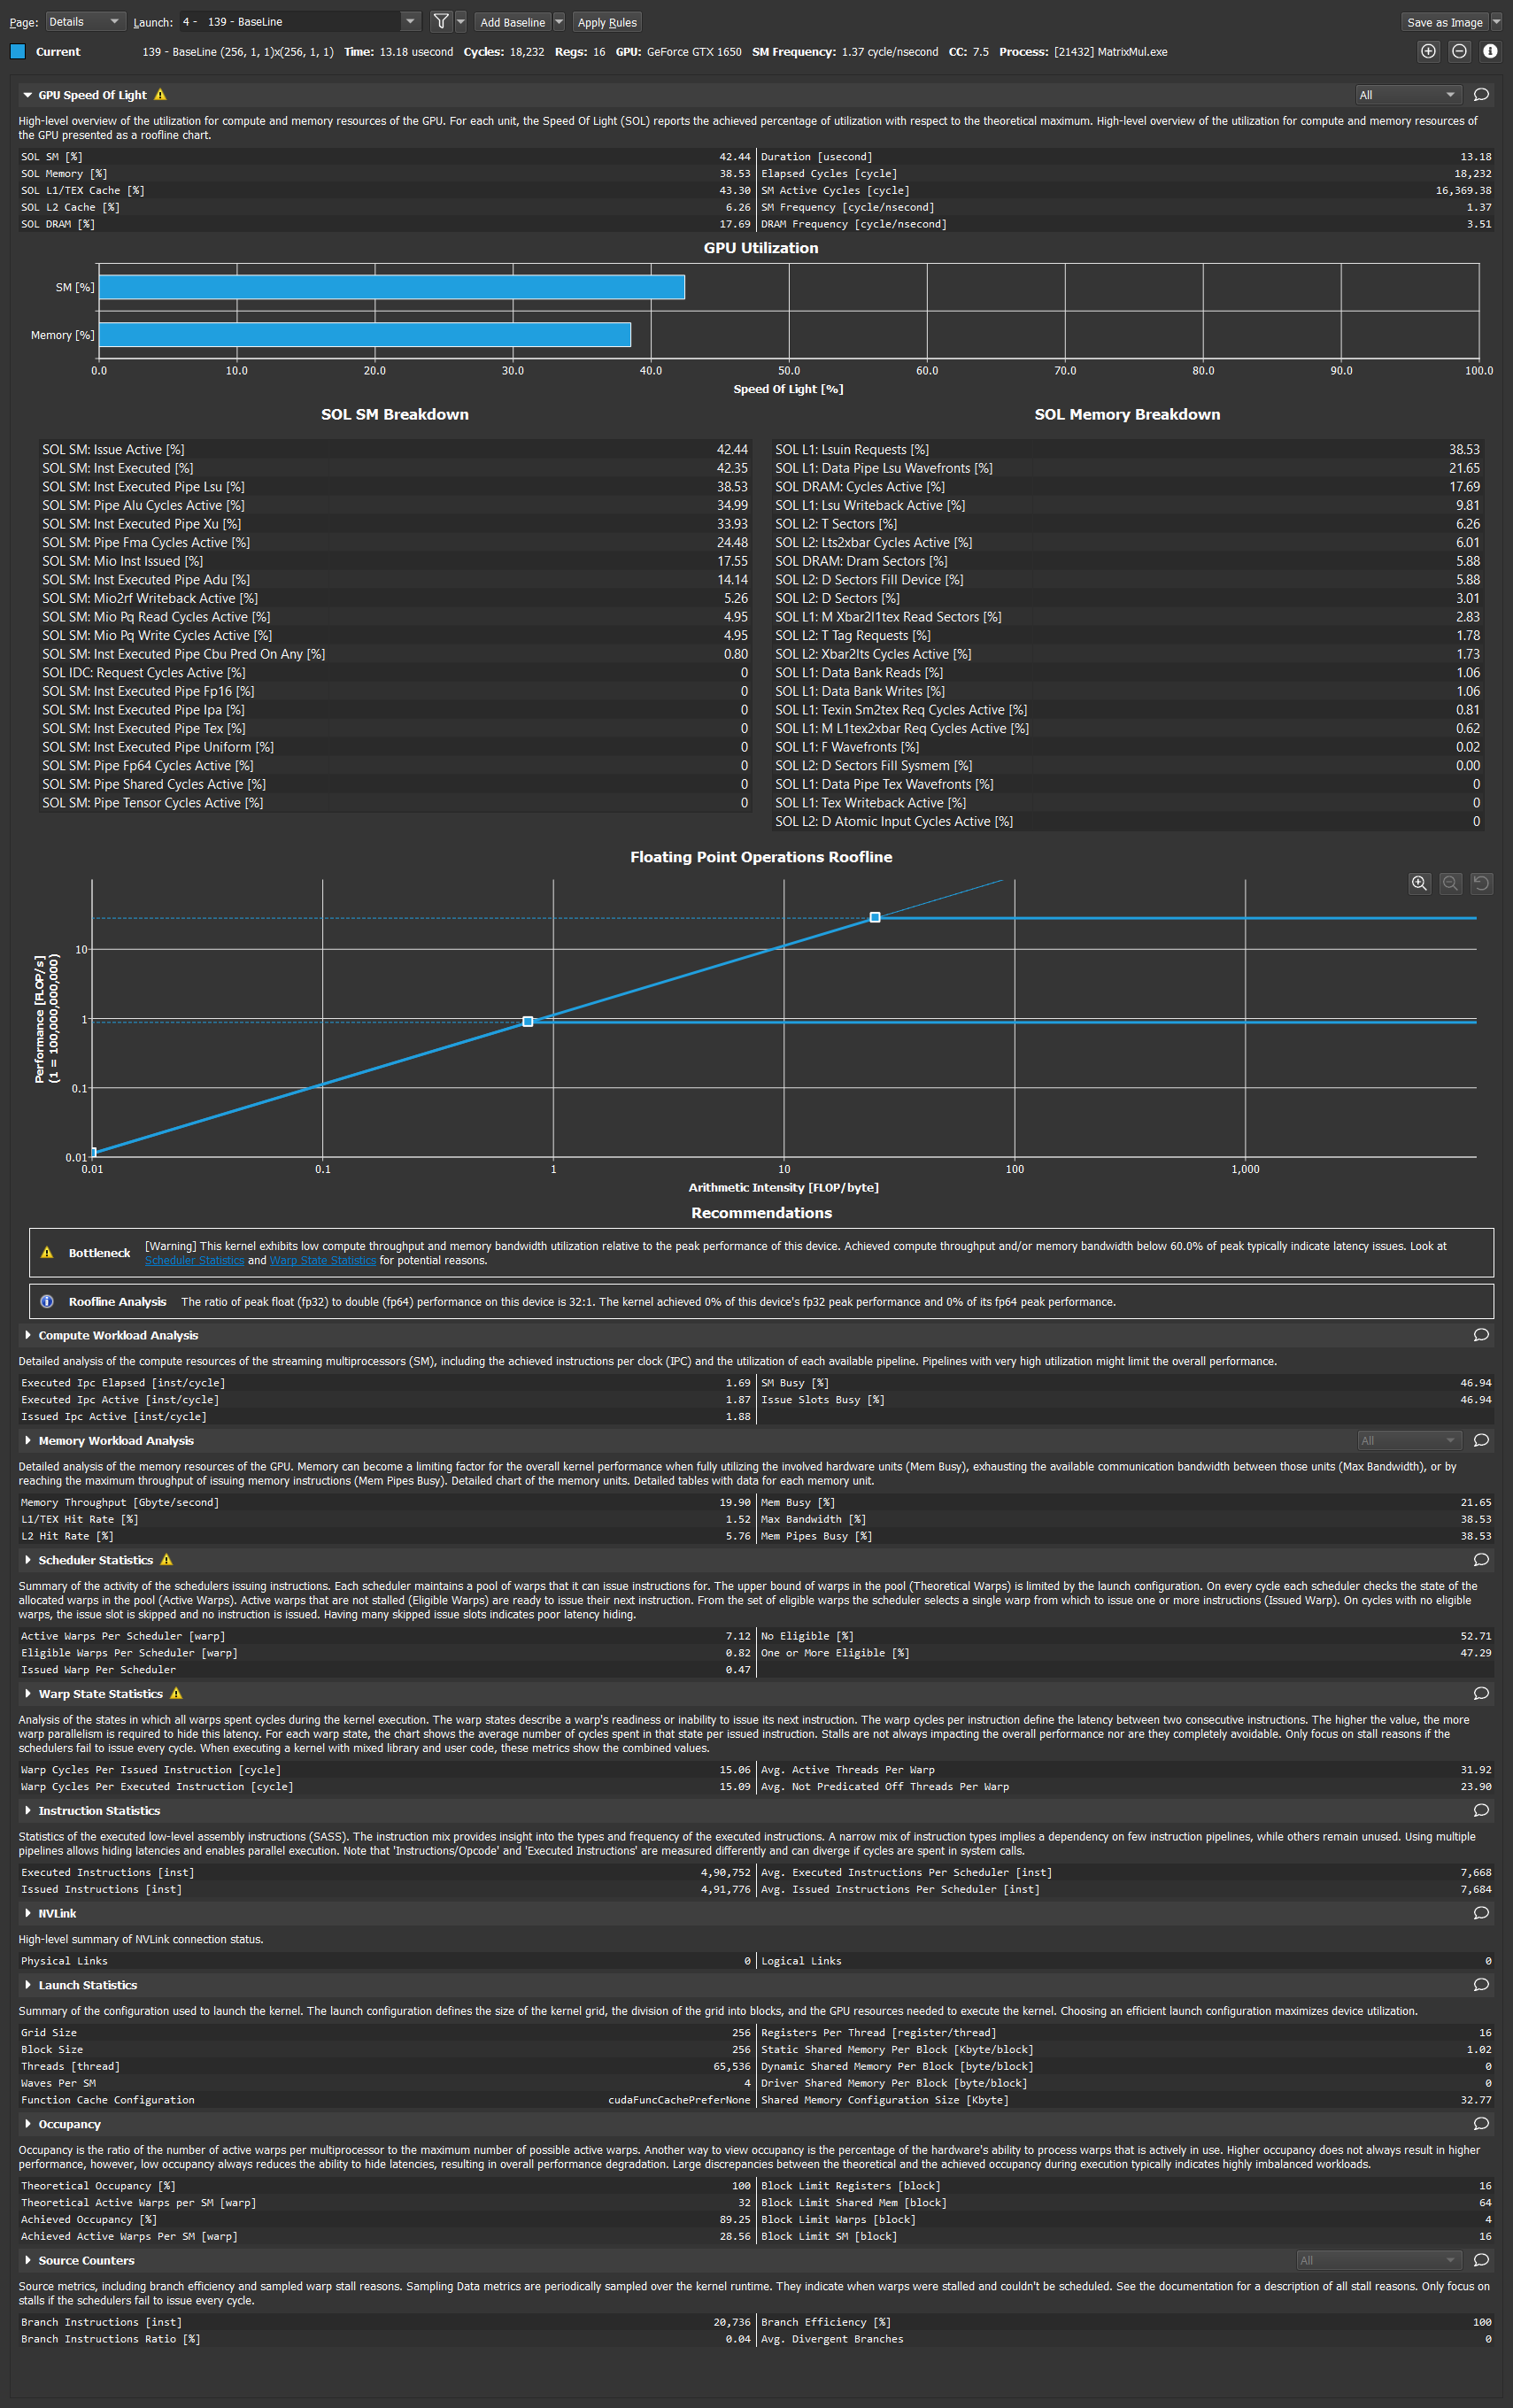 Page: Details Launch: 4 - 139 - BaseLine Add Baseline Apply Rules Save as Image
Current 139 - BaseLine (256, 1, 1)x(256, 1, 1) Time: 13.18 usecond Cycles: 18,232 Regs: 16 GPU: GeForce GTX 1650 SM Frequency: 1.37 cycle/nsecond CC: 7.5 Process: [21432] MatrixMul.exe
GPU Speed Of Light All
High-level overview of the utilization for compute and memory resources of the GPU. For each unit, the Speed Of Light (SOL) reports the achieved percentage of utilization with respect to the theoretical maximum. High-level overview of the utilization for compute and memory resources of
the GPU presented as a roofline chart.
SOL SM [%] 42.44 Duration [usecond] 13.18
SOL Memory [%] 38.53 Elapsed Cycles [cycle] 18,232
SOL L1/TEX Cache [%] 43.30 SM Active Cycles [cycle] 16,369.38
SOL L2 Cache [%] 6.26 SM Frequency [cycle/nsecond] 1.37
SOL DRAM [%] 17.69 DRAM Frequency [cycle/nsecond] 3.51
GPU Utilization
SM [%]
Memory [%]
0.0 10.0 20.0 30.0 40.0 50.0 60.0 70.0 80.0 90.0 100.0
Speed Of Light [%]
SOL SM Breakdown SOL Memory Breakdown
SOL SM: Issue Active [%] 42.44 SOL L1: Lsuin Requests [%] 38.53
SOL SM: Inst Executed [%] 42.35 SOL L1: Data Pipe Lsu Wavefronts [%] 21.65
SOL SM: Inst Executed Pipe Lsu [%] 38.53 SOL DRAM: Cycles Active [%] 17.69
SOL SM: Pipe Alu Cycles Active [%] 34.99 SOL L1: Lsu Writeback Active [%] 9.81
SOL SM: Inst Executed Pipe Xu [%] 33.93 SOL L2: T Sectors [%] 6.26
SOL SM: Pipe Fma Cycles Active [%] 24.48 SOL L2: Lts2xbar Cycles Active [%] 6.01
SOL SM: Mio Inst Issued [%] 17.55 SOL DRAM: Dram Sectors [%] 5.88
SOL SM: Inst Executed Pipe Adu [%] 14.14 SOL L2: D Sectors Fill Device [%] 5.88
SOL SM: Mio2rf Writeback Active [%] 5.26 SOL L2: D Sectors [%] 3.01
SOL SM: Mio Pq Read Cycles Active [%] 4.95 SOL L1: M Xbar2l1tex Read Sectors [%] 2.83
SOL SM: Mio Pq Write Cycles Active [%] 4.95 SOL L2: T Tag Requests [%] 1.78
SOL SM: Inst Executed Pipe Cbu Pred On Any [%] 0.80 SOL L2: Xbar2lts Cycles Active [%] 1.73
SOL IDC: Request Cycles Active [%] 0 SOL L1: Data Bank Reads [%] 1.06
SOL SM: Inst Executed Pipe Fp16 [%] 0 SOL L1: Data Bank Writes [%] 1.06
SOL SM: Inst Executed Pipe Ipa [%] 0 SOL L1: Texin Sm2tex Req Cycles Active [%] 0.81
SOL SM: Inst Executed Pipe Tex [%] 0 SOL L1: M L1tex2xbar Req Cycles Active [%] 0.62
SOL SM: Inst Executed Pipe Uniform [%] 0 SOL L1: F Wavefronts [%] 0.02
SOL SM: Pipe Fp64 Cycles Active [%] 0 SOL L2: D Sectors Fill Sysmem [%] 0.00
SOL SM: Pipe Shared Cycles Active [%] 0 SOL L1: Data Pipe Tex Wavefronts [%] 0
SOL SM: Pipe Tensor Cycles Active [%] 0 SOL L1: Tex Writeback Active [%] 0
SOL L2: D Atomic Input Cycles Active [%] 0
Floating Point Operations Roofline
Performance [FLOP/s]
(1 = 100,000,000,000)
10
1
0.1
0.01
0.01 0.1 1 10 100 1,000
Arithmetic Intensity [FLOP/byte]
Recommendations
Bottleneck [Warning] This kernel exhibits low compute throughput and memory bandwidth utilization relative to the peak performance of this device. Achieved compute throughput and/or memory bandwidth below 60.0% of peak typically indicate latency issues. Look at
Scheduler Statistics and Warp State Statistics for potential reasons.
Roofline Analysis The ratio of peak float (fp32) to double (fp64) performance on this device is 32:1. The kernel achieved 0% of this device's fp32 peak performance and 0% of its fp64 peak performance.
Compute Workload Analysis
Detailed analysis of the compute resources of the streaming multiprocessors (SM), including the achieved instructions per clock (IPC) and the utilization of each available pipeline. Pipelines with very high utilization might limit the overall performance.
Executed Ipc Elapsed [inst/cycle] 1.69 SM Busy [%] 46.94
Executed Ipc Active [inst/cycle] 1.87 Issue Slots Busy [%] 46.94
Issued Ipc Active [inst/cycle] 1.88
Memory Workload Analysis All
Detailed analysis of the memory resources of the GPU. Memory can become a limiting factor for the overall kernel performance when fully utilizing the involved hardware units (Mem Busy), exhausting the available communication bandwidth between those units (Max Bandwidth), or by
reaching the maximum throughput of issuing memory instructions (Mem Pipes Busy). Detailed chart of the memory units. Detailed tables with data for each memory unit.
Memory Throughput [Gbyte/second] 19.90 Mem Busy [%] 21.65
L1/TEX Hit Rate [%] 1.52 Max Bandwidth [%] 38.53
L2 Hit Rate [%] 5.76 Mem Pipes Busy [%] 38.53
Scheduler Statistics
Summary of the activity of the schedulers issuing instructions. Each scheduler maintains a pool of warps that it can issue instructions for. The upper bound of warps in the pool (Theoretical Warps) is limited by the launch configuration. On every cycle each scheduler checks the state of the
allocated warps in the pool (Active Warps). Active warps that are not stalled (Eligible Warps) are ready to issue their next instruction. From the set of eligible warps the scheduler selects a single warp from which to issue one or more instructions (Issued Warp). On cycles with no eligible
warps, the issue slot is skipped and no instruction is issued. Having many skipped issue slots indicates poor latency hiding.
Active Warps Per Scheduler [warp] 7.12 No Eligible [%] 52.71
Eligible Warps Per Scheduler [warp] 0.82 One or More Eligible [%] 47.29
Issued Warp Per Scheduler 0.47
Warp State Statistics
Analysis of the states in which all warps spent cycles during the kernel execution. The warp states describe a warp's readiness or inability to issue its next instruction. The warp cycles per instruction define the latency between two consecutive instructions. The higher the value, the more
warp parallelism is required to hide this latency. For each warp state, the chart shows the average number of cycles spent in that state per issued instruction. Stalls are not always impacting the overall performance nor are they completely avoidable. Only focus on stall reasons if the
schedulers fail to issue every cycle. When executing a kernel with mixed library and user code, these metrics show the combined values.
Warp Cycles Per Issued Instruction [cycle] 15.06 Avg. Active Threads Per Warp 31.92
Warp Cycles Per Executed Instruction [cycle] 15.09 Avg. Not Predicated Off Threads Per Warp 23.90
Instruction Statistics
Statistics of the executed low-level assembly instructions (SASS). The instruction mix provides insight into the types and frequency of the executed instructions. A narrow mix of instruction types implies a dependency on few instruction pipelines, while others remain unused. Using multiple
pipelines allows hiding latencies and enables parallel execution. Note that 'Instructions/Opcode' and 'Executed Instructions' are measured differently and can diverge if cycles are spent in system calls.
Executed Instructions [inst] 4,90,752 Avg. Executed Instructions Per Scheduler [inst] 7,668
Issued Instructions [inst] 4,91,776 Avg. Issued Instructions Per Scheduler [inst] 7,684
NVLink
High-level summary of NVLink connection status.
Physical Links 0 Logical Links 0
Launch Statistics
Summary of the configuration used to launch the kernel. The launch configuration defines the size of the kernel grid, the division of the grid into blocks, and the GPU resources needed to execute the kernel. Choosing an efficient launch configuration maximizes device utilization.
Grid Size 256 Registers Per Thread [register/thread] 16
Block Size 256 Static Shared Memory Per Block [Kbyte/block] 1.02
Threads [thread] 65,536 Dynamic Shared Memory Per Block [byte/block] 0
Waves Per SM 4 Driver Shared Memory Per Block [byte/block] 0
Function Cache Configuration cudaFuncCachePreferNone Shared Memory Configuration Size [Kbyte] 32.77
Occupancy
Occupancy is the ratio of the number of active warps per multiprocessor to the maximum number of possible active warps. Another way to view occupancy is the percentage of the hardware's ability to process warps that is actively in use. Higher occupancy does not always result in higher
performance, however, low occupancy always reduces the ability to hide latencies, resulting in overall performance degradation. Large discrepancies between the theoretical and the achieved occupancy during execution typically indicates highly imbalanced workloads.
Theoretical Occupancy [%] 100 Block Limit Registers [block] 16
Theoretical Active Warps per SM [warp] 32 Block Limit Shared Mem [block] 64
Achieved Occupancy [%] 89.25 Block Limit Warps [block] 4
Achieved Active Warps Per SM [warp] 28.56 Block Limit SM [block] 16
Source Counters All
Source metrics, including branch efficiency and sampled warp stall reasons. Sampling Data metrics are periodically sampled over the kernel runtime. They indicate when warps were stalled and couldn't be scheduled. See the documentation for a description of all stall reasons. Only focus on
stalls if the schedulers fail to issue every cycle.
Branch Instructions [inst] 20,736 Branch Efficiency [%] 100
Branch Instructions Ratio [%] 0.04 Avg. Divergent Branches 0